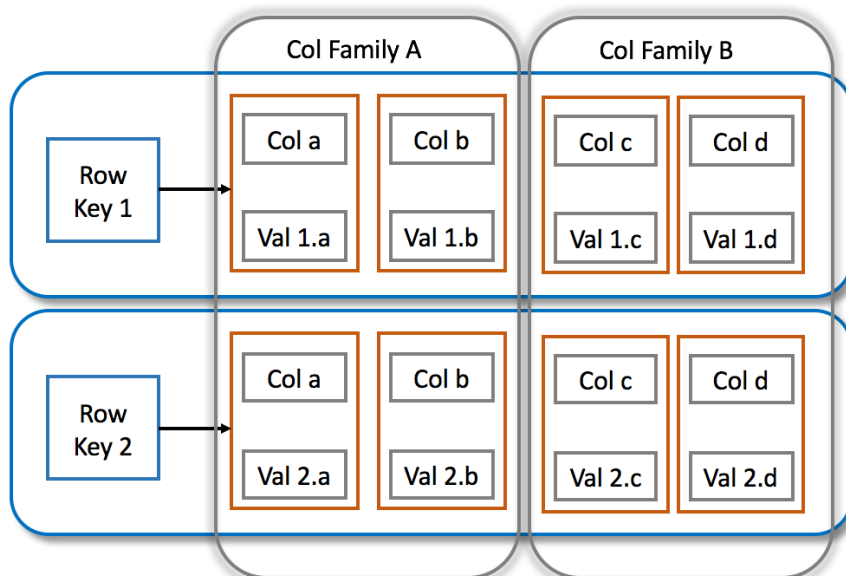 Col Family A
Col Family B
Row
Key 1
Col a
Col b
Col c
Col d
Val 1.a
Val 1.b
Val 1.c
Val 1.d
Row
Key 2
Col a
Col b
Col c
Col d
Val 2.a
Val 2.b
Val 2.c
Val 2.d